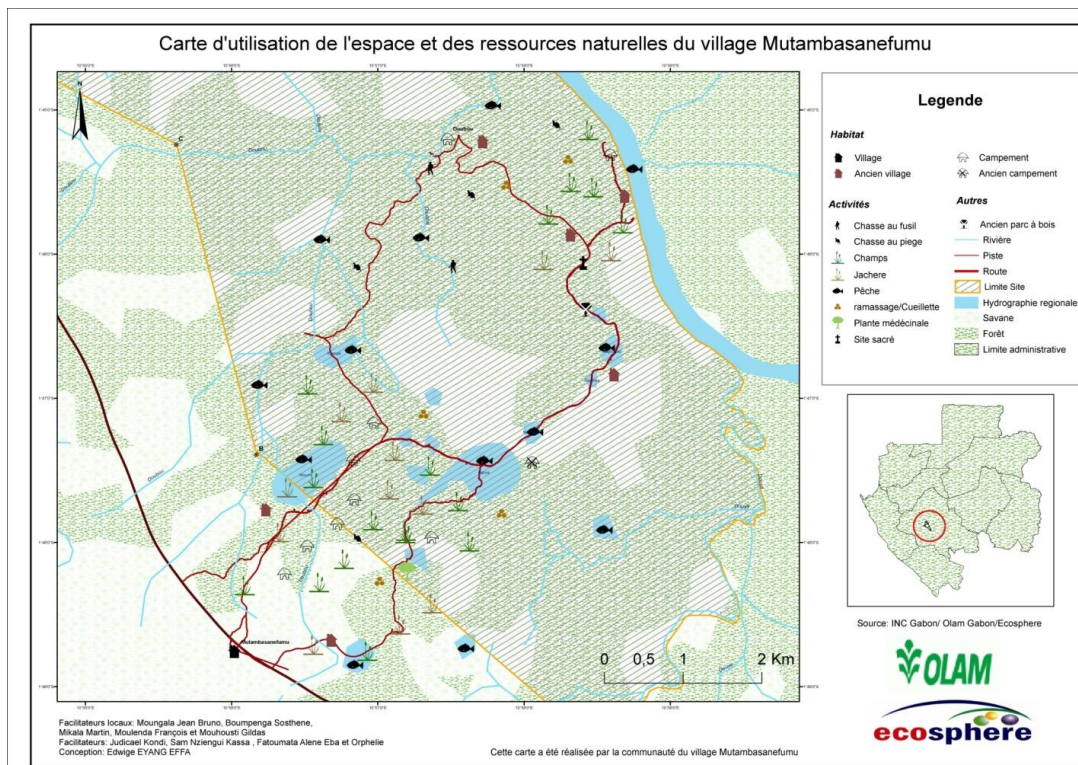 Carte d'utilisation de l'espace et des ressources naturelles du village Mutambasanefumu
N
C
B
Doubou
Doubou
Doubou
Mutambasanefumu
0 0,5 1 2 Km
Facilitateurs locaux: Moungala Jean Bruno, Boumpenga Sosthene,
Mikala Martin, Moulenda François et Mouhousti Gildas
Facilitateurs: Judicael Kondi, Sam Nziengui Kassa , Fatoumata Alene Eba et Orphelie
Conception: Edwige EYANG EFFA
Cette carte a été réalisée par la communauté du village Mutambasanefumu
Legende
Habitat
Village
Ancien village
Campement
Ancien campement
Activités
Chasse au fusil
Chasse au piege
Champs
Jachere
Pêche
ramassage/Cueillette
Plante médécinale
Site sacré
Autres
Ancien parc à bois
Rivière
Piste
Route
Limite Site
Hydrographie regionale
Savane
Forêt
Limite administrative
Source: INC Gabon/ Olam Gabon/Ecosphere
OLAM
ecosphere